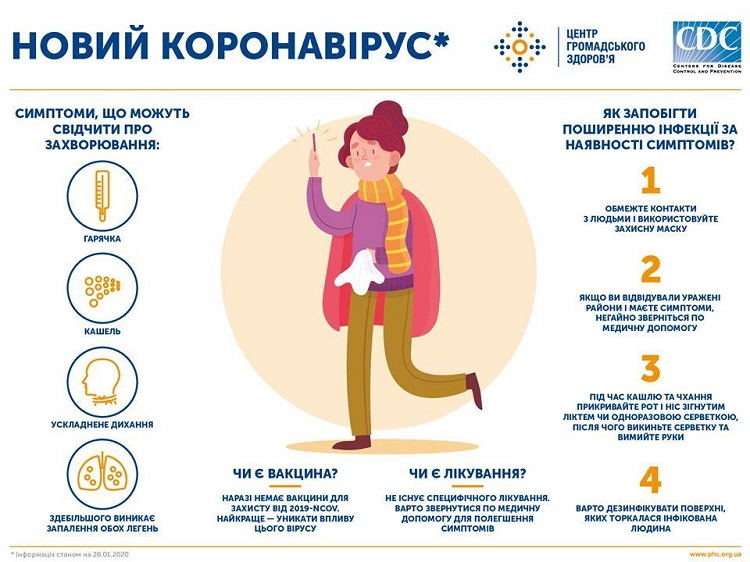 НОВИЙ КОРОНАВІРУС*
ЦЕНТР
ГРОМАДСЬКОГО
ЗДОРОВ'Я
CDC
CENTERS FOR DISEASE
CONTROL AND PREVENTION
СИМПТОМИ, ЩО МОЖУТЬ
СВІДЧИТИ ПРО
ЗАХВОРЮВАННЯ:
ГАРЯЧКА
КАШЕЛЬ
УСКЛАДНЕНЕ ДИХАННЯ
ЗДЕБІЛЬШОГО ВИНИКАЄ
ЗАПАЛЕННЯ ОБОХ ЛЕГЕНЬ
ЧИ Є ВАКЦИНА?
НАРАЗІ НЕМАЄ ВАКЦИНИ ДЛЯ
ЗАХИСТУ ВІД 2019-NCOV.
НАЙКРАЩЕ — УНИКАТИ ВПЛИВУ
ЦЬОГО ВІРУСУ
ЧИ Є ЛІКУВАННЯ?
НЕ ІСНУЄ СПЕЦИФІЧНОГО ЛІКУВАННЯ.
ВАРТО ЗВЕРНУТИСЯ ПО МЕДИЧНУ
ДОПОМОГУ ДЛЯ ПОЛЕГШЕННЯ
СИМПТОМІВ
ЯК ЗАПОБІГТИ
ПОШИРЕННЮ ІНФЕКЦІЇ ЗА
НАЯВНОСТІ СИМПТОМІВ?
1
ОБМЕЖТЕ КОНТАКТИ
З ЛЮДЬМИ І ВИКОРИСТОВУЙТЕ
ЗАХИСНУ МАСКУ
2
ЯКЩО ВИ ВІДВІДУВАЛИ УРАЖЕНІ
РАЙОНИ І МАЄТЕ СИМПТОМИ,
НЕГАЙНО ЗВЕРНІТЬСЯ ПО
МЕДИЧНУ ДОПОМОГУ
3
ПІД ЧАС КАШЛЮ ТА ЧХАННЯ
ПРИКРИВАЙТЕ РОТ І НІС ЗІГНУТИМ
ЛІКТЕМ ЧИ ОДНОРАЗОВОЮ СЕРВЕТКОЮ,
ПІСЛЯ ЧОГО ВИКИНЬТЕ СЕРВЕТКУ ТА
ВИМИЙТЕ РУКИ
4
ВАРТО ДЕЗИНФІКУВАТИ ПОВЕРХНІ,
ЯКИХ ТОРКАЛАСЯ ІНФІКОВАНА
ЛЮДИНА
* Інформація станом на 28.01.2020
www.phc.org.ua